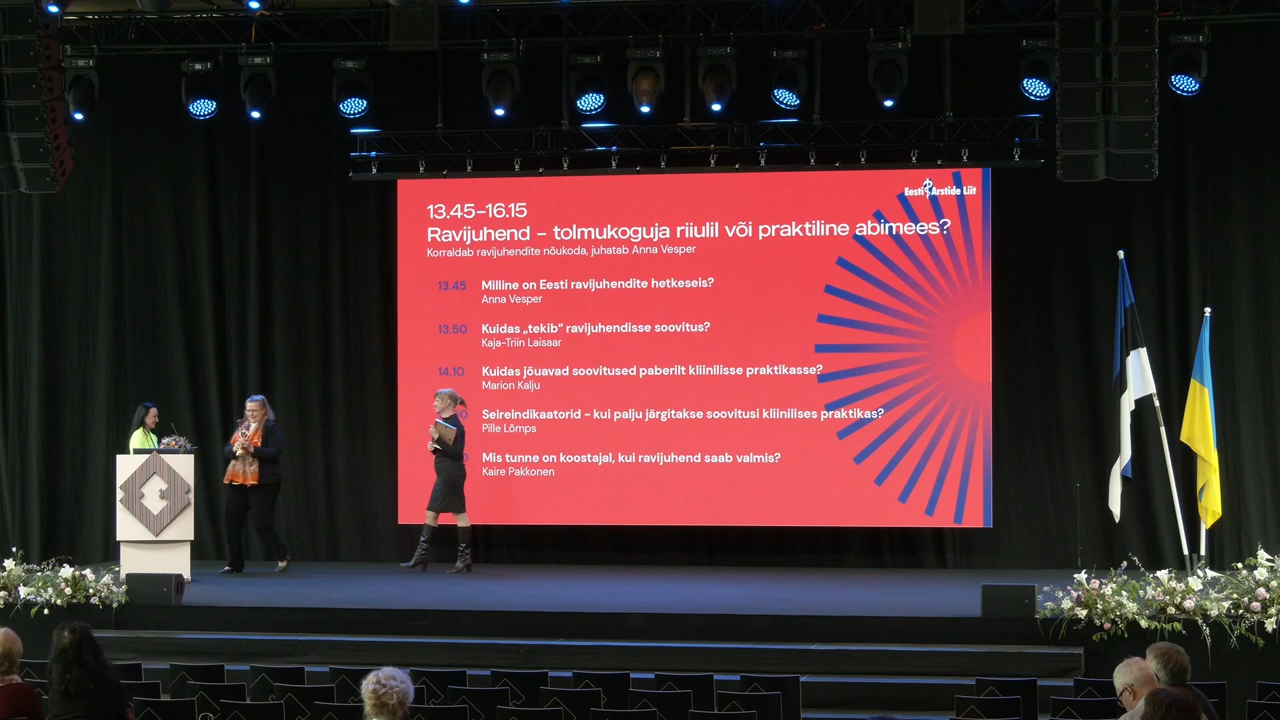 Eesti Arstide Liit
13.45–16.15
Ravijuhend – tolmukoguja riiulil või praktiline abimees?
Korraldab ravijuhendite nõukoda, juhatab Anna Vesper
13.45 Milline on Eesti ravijuhendite hetkeseis?
Anna Vesper
13.50 Kuidas „tekib“ ravijuhendisse soovitus?
Kaja-Triin Laisaar
14.10 Kuidas jõuavad soovitused paberilt kliinilisse praktikasse?
Marion Kalju
Seireindikaatorid – kui palju järgitakse soovitusi kliinilises praktikas?
Pille Lõmps
Mis tunne on koostajal, kui ravijuhend saab valmis?
Kaire Pakkonen